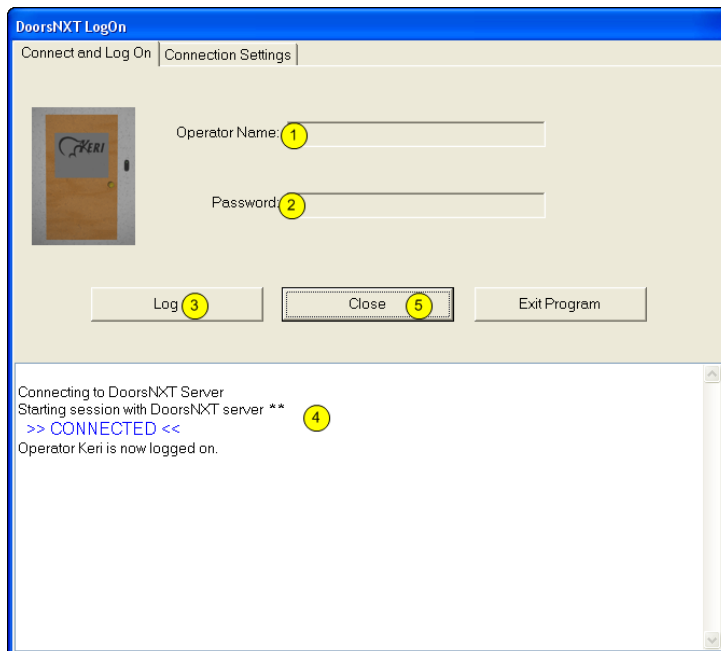 DoorsNXT LogOn
Connect and Log On Connection Settings
KERI
Operator Name: 1
Password: 2
Log 3 Close 5 Exit Program
Connecting to DoorsNXT Server
Starting session with DoorsNXT server ** 4
>> CONNECTED <<
Operator Keri is now logged on.